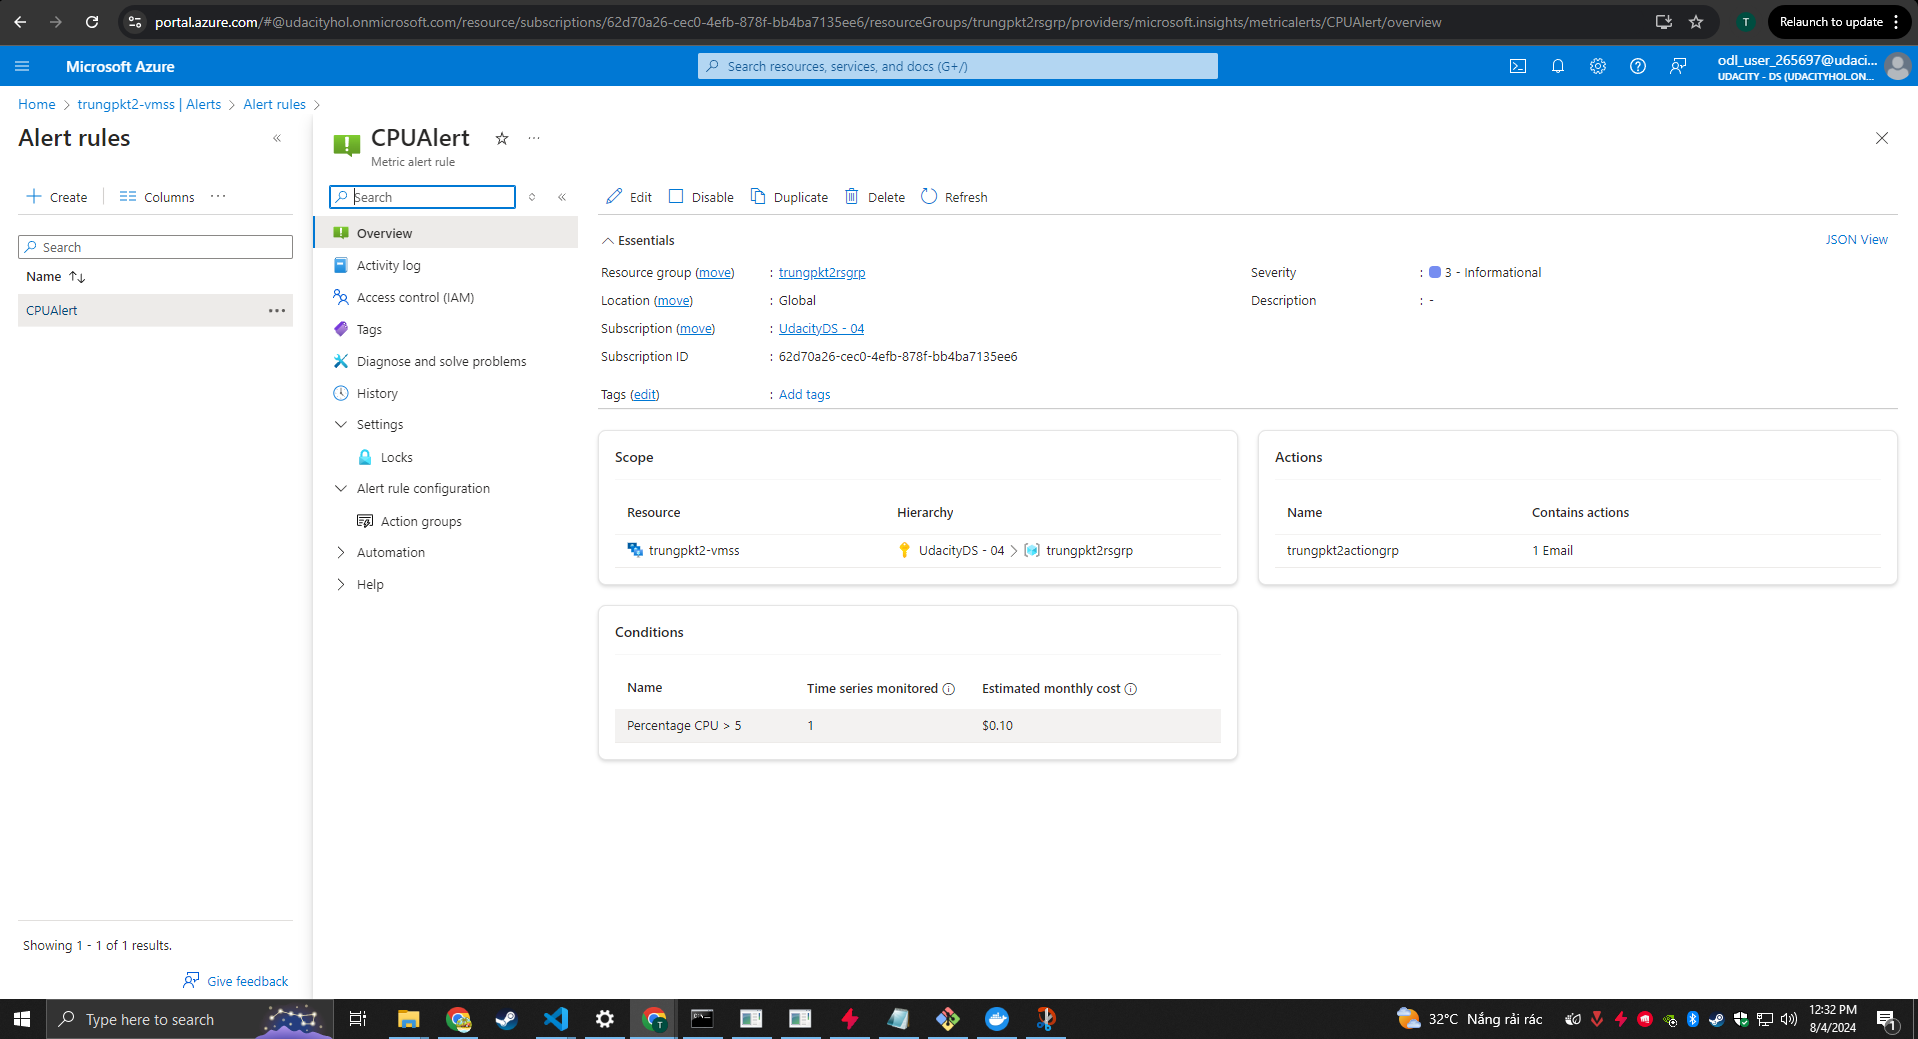 portal.azure.com/#@udacityhol.onmicrosoft.com/resource/subscriptions/62d70a26-cec0-4efb-878f-bb4ba7135ee6/resourceGroups/trungpkt2rsgrp/providers/microsoft.insights/metricalerts/CPUAlert/overview
T
Relaunch to update
Microsoft Azure
Search resources, services, and docs (G+/)
odl_user_265697@udaci...
UDACITY - DS (UDACITYHOL.ON...
Home > trungpkt2-vmss | Alerts > Alert rules >
Alert rules
Create
Columns
Search
Name
CPUAlert
Showing 1 - 1 of 1 results.
Give feedback
CPUAlert
Metric alert rule
Search
Overview
Activity log
Access control (IAM)
Tags
Diagnose and solve problems
History
Settings
Locks
Alert rule configuration
Action groups
Automation
Help
Edit
Disable
Duplicate
Delete
Refresh
Essentials
JSON View
Resource group (move) : trungpkt2rsgrp
Location (move) : Global
Subscription (move) : UdacityDS - 04
Subscription ID : 62d70a26-cec0-4efb-878f-bb4ba7135ee6
Tags (edit) : Add tags
Severity : 3 - Informational
Description : -
Scope
Resource Hierarchy
trungpkt2-vmss UdacityDS - 04 > trungpkt2rsgrp
Actions
Name Contains actions
trungpkt2actiongrp 1 Email
Conditions
Name Time series monitored Estimated monthly cost
Percentage CPU > 5 1 $0.10
Type here to search
32°C Nắng rải rác
12:32 PM
8/4/2024
1